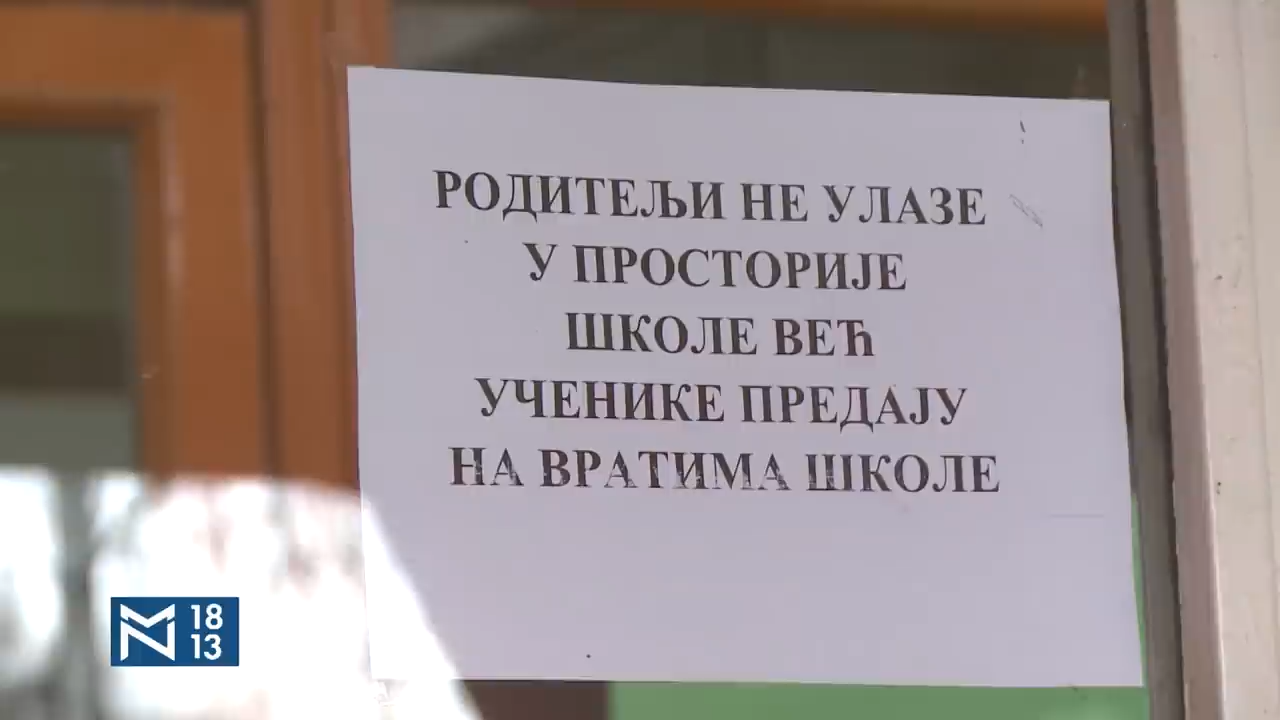 РОДИТЕЉИ НЕ УЛАЗЕ
У ПРОСТОРИЈЕ
ШКОЛЕ ВЕЋ
УЧЕНИКЕ ПРЕДАЈУ
НА ВРАТИМА ШКОЛЕ
18
13